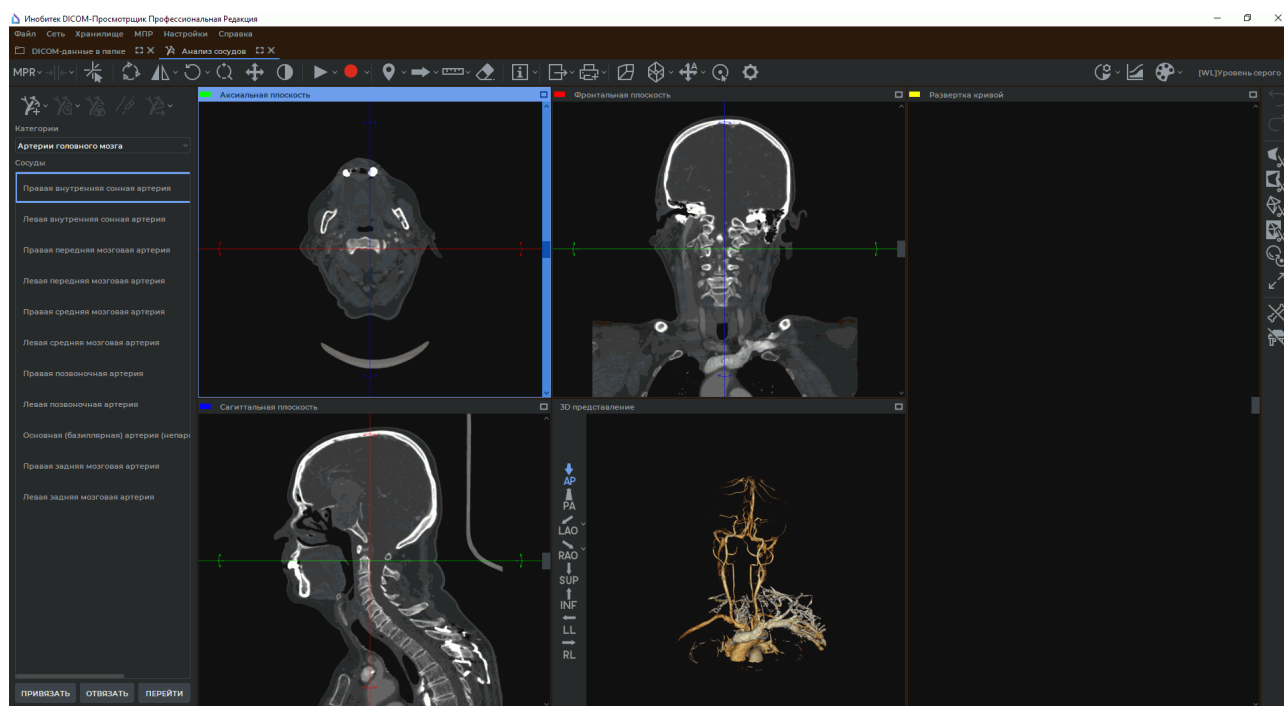 Инобитек DICOM-Просмотрщик Профессиональная Редакция
Файл Сеть Хранилище МПР Настройки Справка
DICOM-данные в папке Анализ сосудов
MPR [WL]Уровень серого
Категории
Артерии головного мозга
Сосуды
Правая внутренняя сонная артерия
Левая внутренняя сонная артерия
Правая передняя мозговая артерия
Левая передняя мозговая артерия
Правая средняя мозговая артерия
Левая средняя мозговая артерия
Правая позвоночная артерия
Левая позвоночная артерия
Основная (базиллярная) артерия (непар
Правая задняя мозговая артерия
Левая задняя мозговая артерия
ПРИВЯЗАТЬ ОТВЯЗАТЬ ПЕРЕЙТИ
Аксиальная плоскость
Фронтальная плоскость
Развертка кривой
Сагиттальная плоскость
3D представление
AP
PA
LAO
RAO
SUP
INF
LL
RL